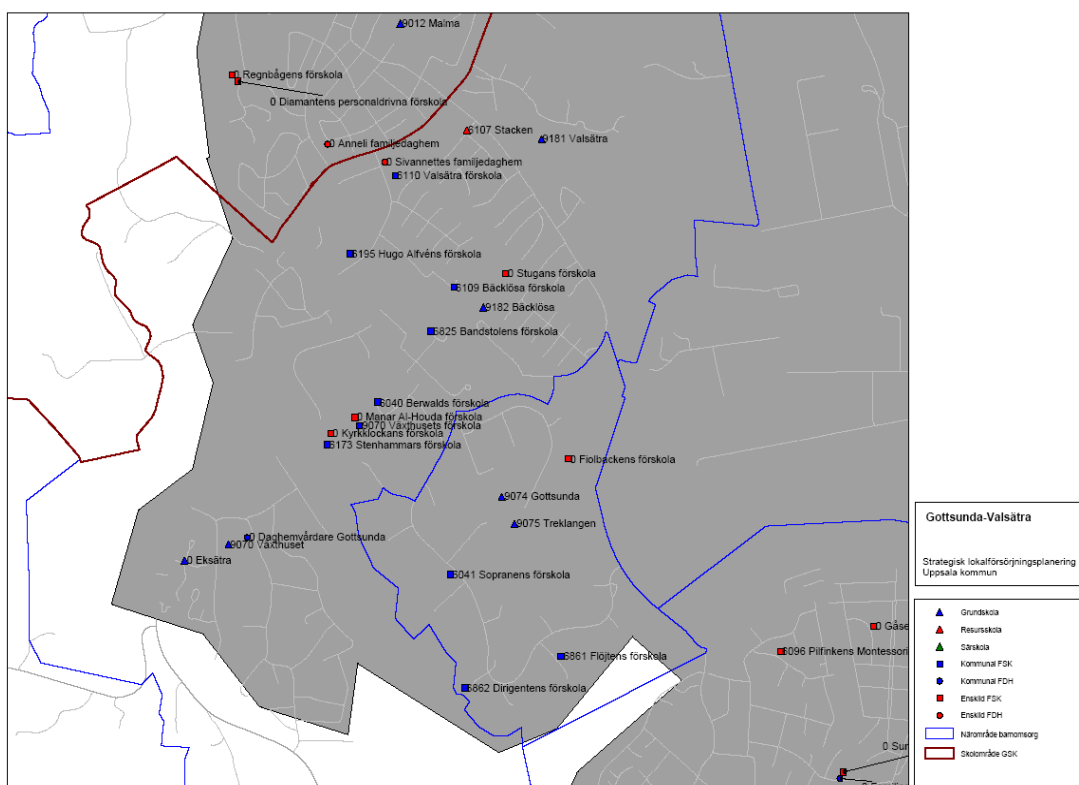 9012 Malma
0 Regnbågens förskola
0 Diamantens personaldrivna förskola
6107 Stacken
9181 Valsätra
0 Anneli familjedaghem
0 Sivannettes familjedaghem
6110 Valsätra förskola
6195 Hugo Alfvéns förskola
0 Stugans förskola
6109 Bäcklösa förskola
9182 Bäcklösa
6825 Bandstolens förskola
6040 Berwalds förskola
0 Manar Al-Houda förskola
9070 Växthusets förskola
0 Kyrkklockans förskola
6173 Stenhammars förskola
0 Fiolbackens förskola
9074 Gottsunda
9075 Treklangen
0 Daghemvårdare Gottsunda
9070 Växthuset
0 Eksätra
6041 Sopranens förskola
6861 Flöjtens förskola
6862 Dirigentens förskola
0 Gåse
6096 Pilfinkens Montessori
0 Sur
Gottsunda-Valsätra
Strategisk lokalförsörjningsplanering
Uppsala kommun
Grundskola
Resursskola
Särskola
Kommunal FSK
Kommunal FDH
Enskild FSK
Enskild FDH
Närområde barnomsorg
Skolområde GSK